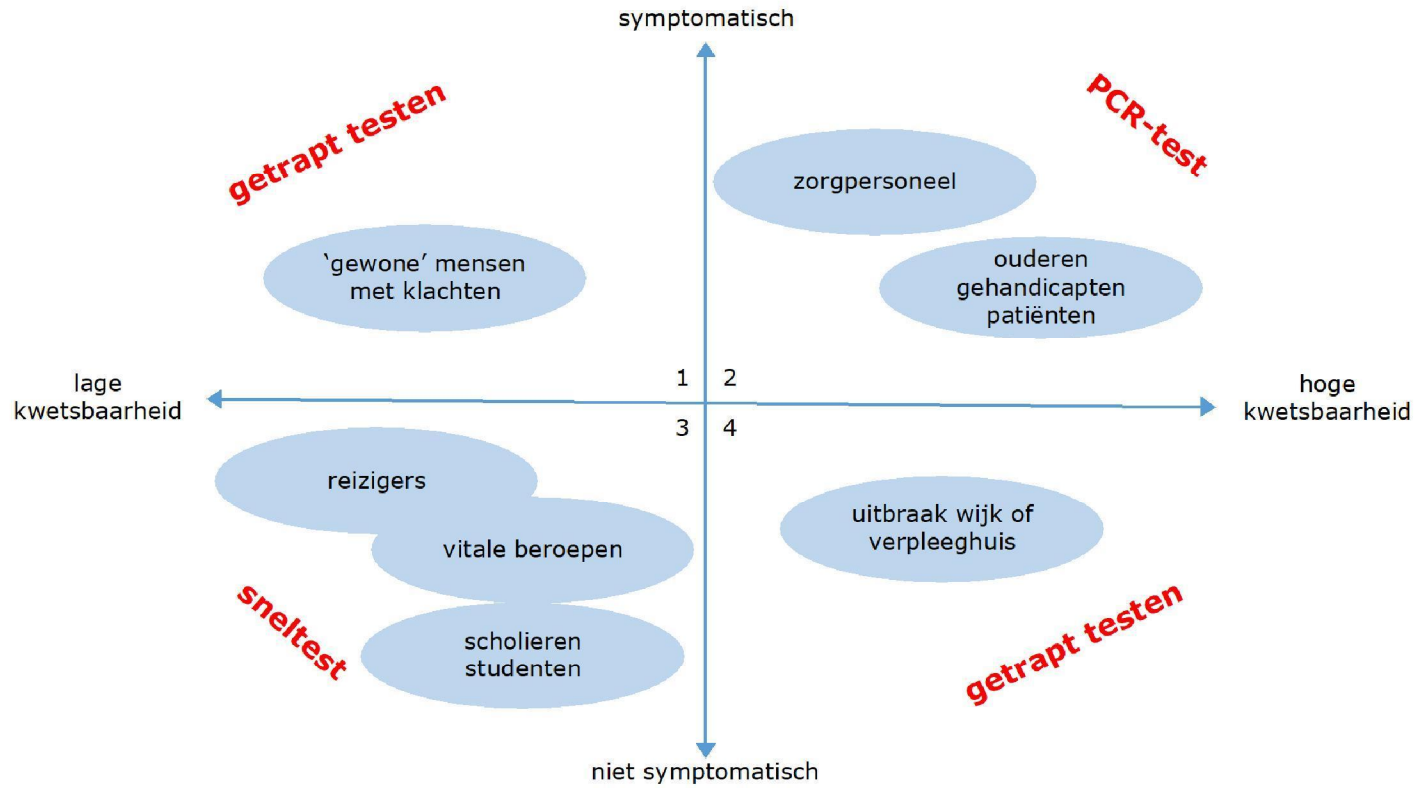 symptomatisch
getrapt testen
PCR-test
zorgpersoneel
‘gewone’ mensen
met klachten
ouderen
gehandicapten
patiënten
lage
kwetsbaarheid
1 2
hoge
kwetsbaarheid
3 4
reizigers
vitale beroepen
uitbraak wijk of
verpleeghuis
sneltest
scholieren
studenten
getrapt testen
niet symptomatisch